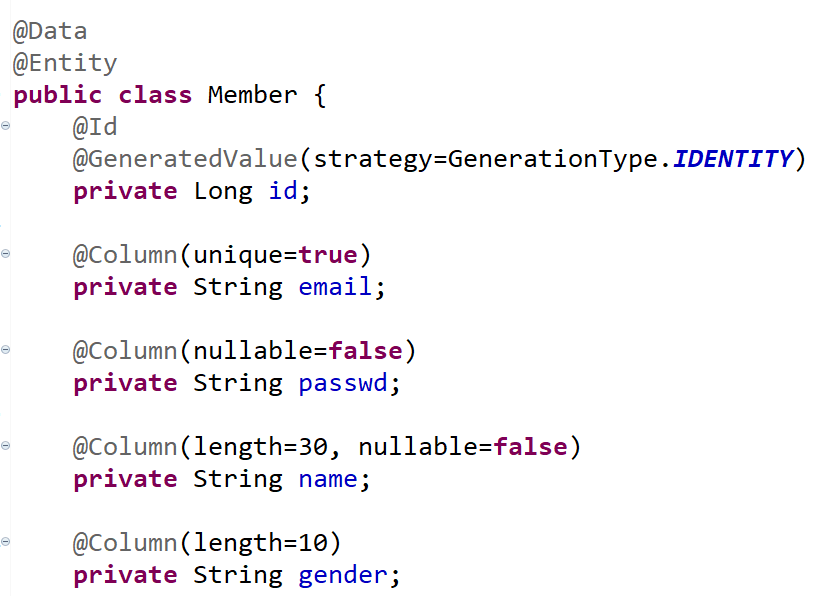 @Data
@Entity
public class Member {
    @Id
    @GeneratedValue(strategy=GenerationType.IDENTITY)
    private Long id;

    @Column(unique=true)
    private String email;

    @Column(nullable=false)
    private String passwd;

    @Column(length=30, nullable=false)
    private String name;

    @Column(length=10)
    private String gender;